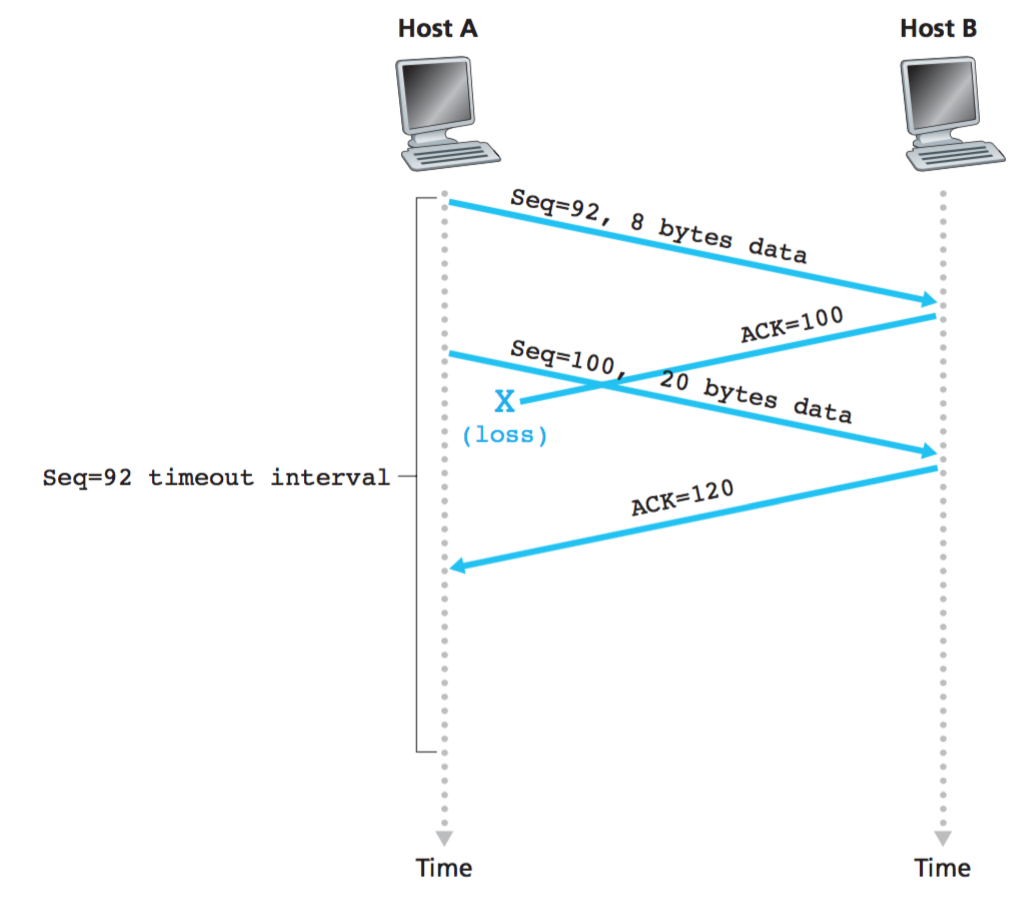 Host A
Host B
Seq=92, 8 bytes data
ACK=100
Seq=100, 20 bytes data
X
(loss)
Seq=92 timeout interval
ACK=120
Time
Time